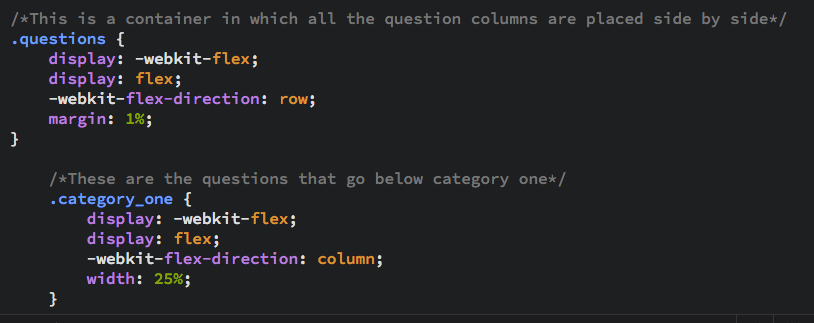 /*This is a container in which all the question columns are placed side by side*/
.questions {
    display: -webkit-flex;
    display: flex;
    -webkit-flex-direction: row;
    margin: 1%;
}

    /*These are the questions that go below category one*/
    .category_one {
        display: -webkit-flex;
        display: flex;
        -webkit-flex-direction: column;
        width: 25%;
    }